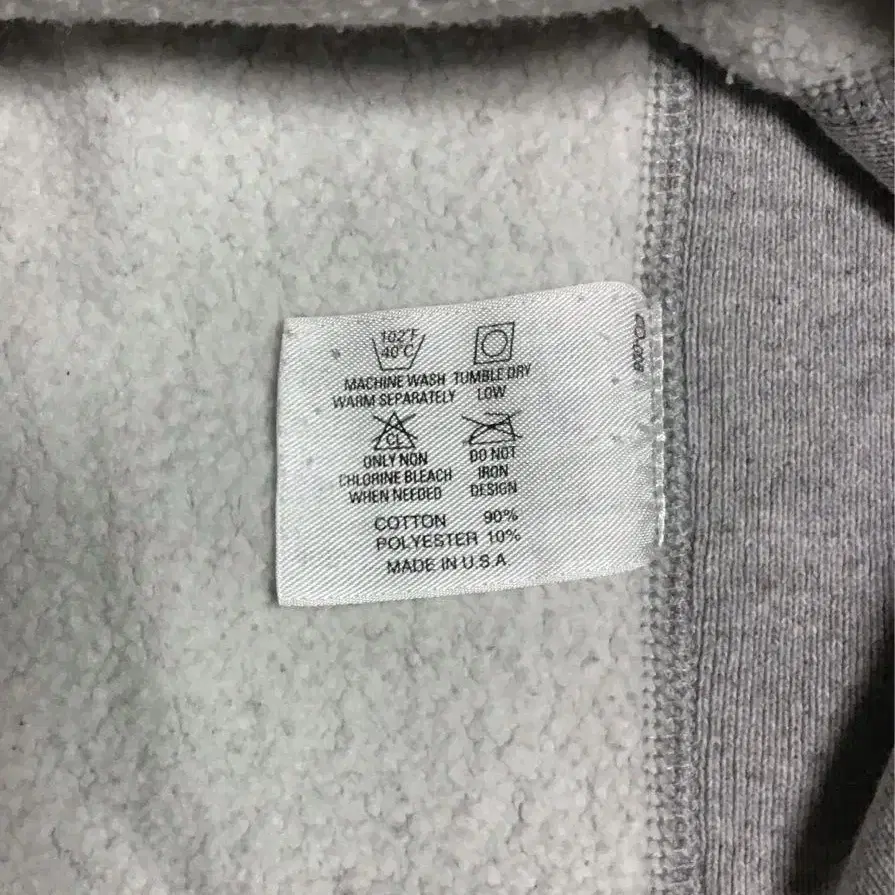 102°F
40°C
MACHINE WASH TUMBLE DRY
WARM SEPARATELY LOW
CL
ONLY NON DO NOT
CHLORINE BLEACH IRON
WHEN NEEDED DESIGN
COTTON 90%
POLYESTER 10%
MADE IN U.S.A.